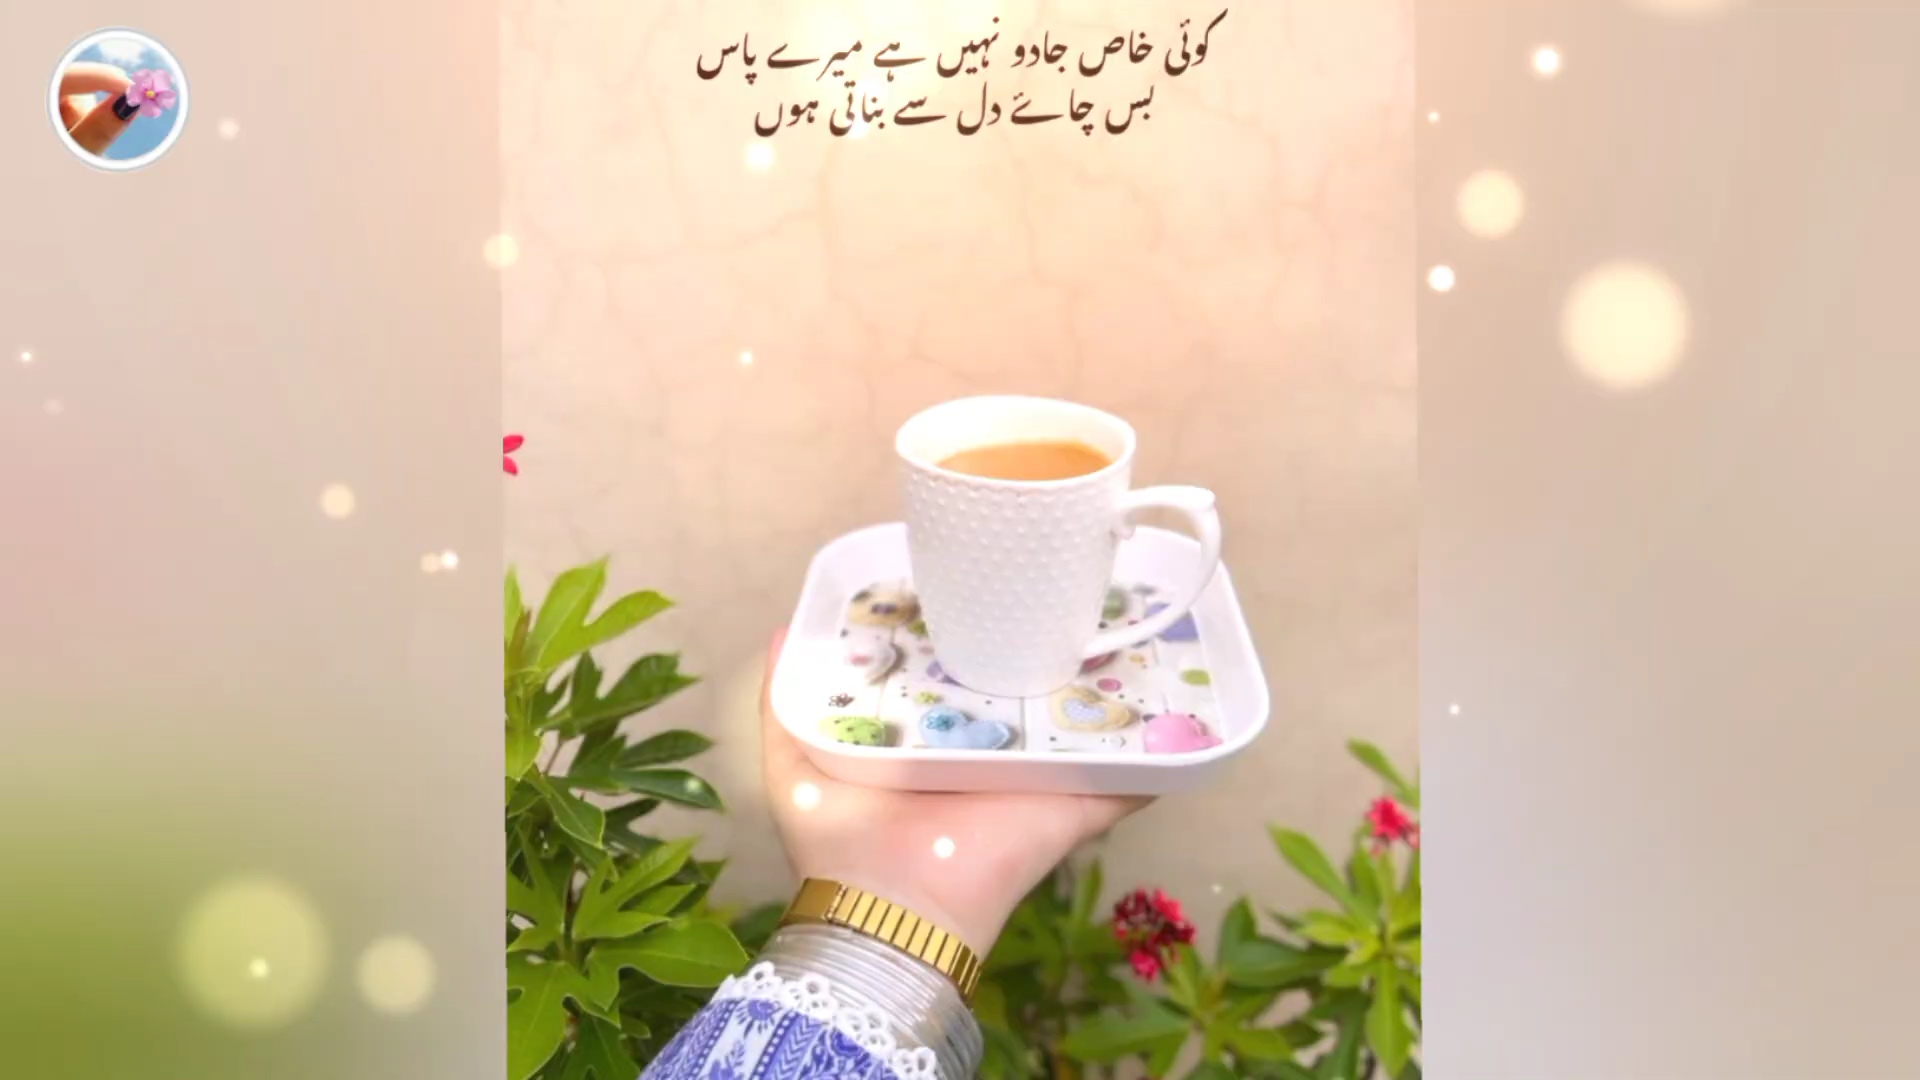 کوئی خاص جادو نہیں ہے میرے پاس
بس چائے دل سے بناتی ہوں